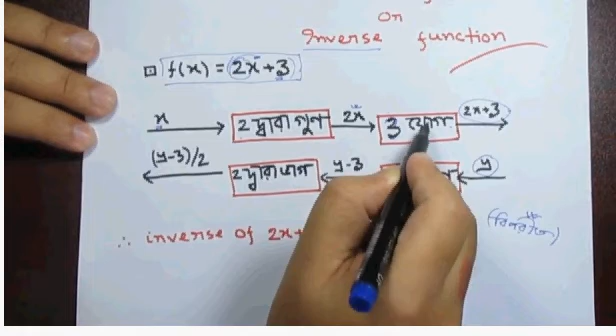 On
Inverse function
f(x) = 2x+3
x → 2 দ্বারা গুণ 2x → 3 যোগ 2x+3 →
(y-3)/2 ← 2 দ্বারা ভাগ ← y-3 ← y
(বিপরীত)
∴ inverse of 2x+